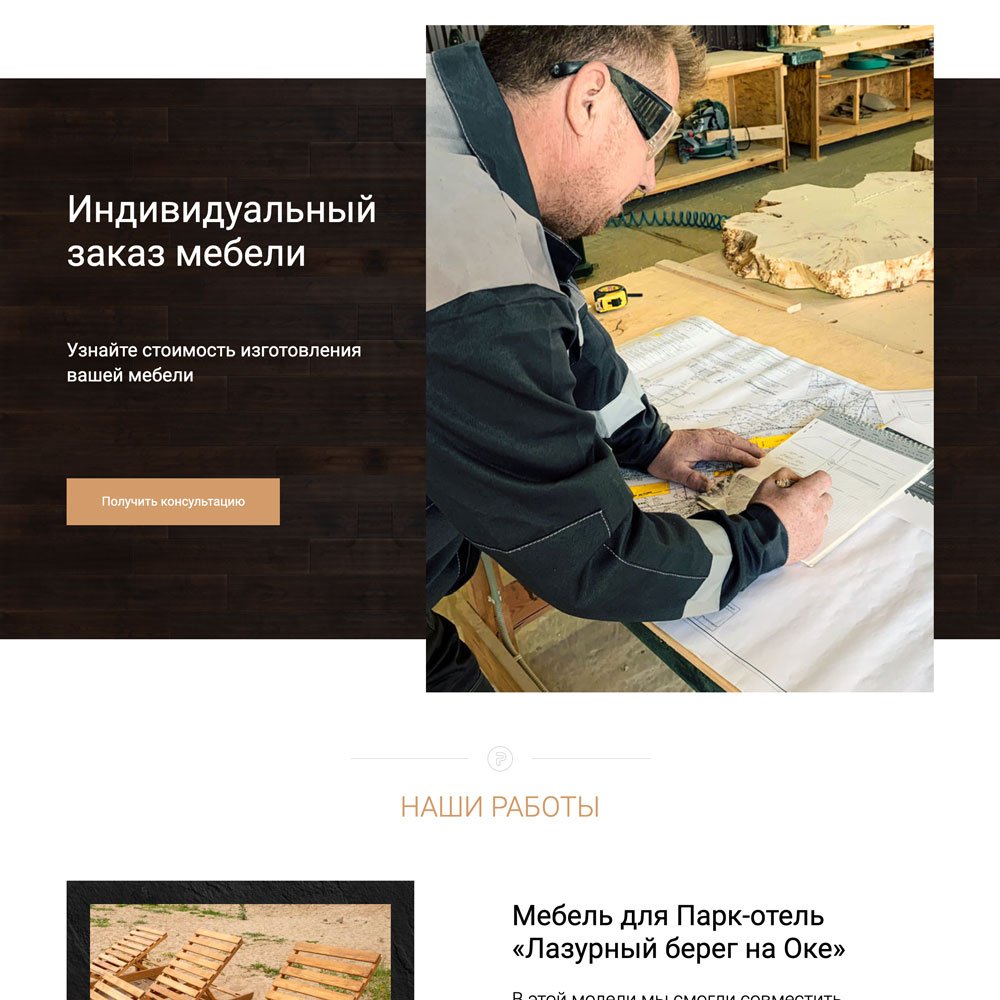 Индивидуальный
заказ мебели
Узнайте стоимость изготовления
вашей мебели
Получить консультацию
НАШИ РАБОТЫ
Мебель для Парк-отель
«Лазурный берег на Оке»
В этой модели мы смогли совместить